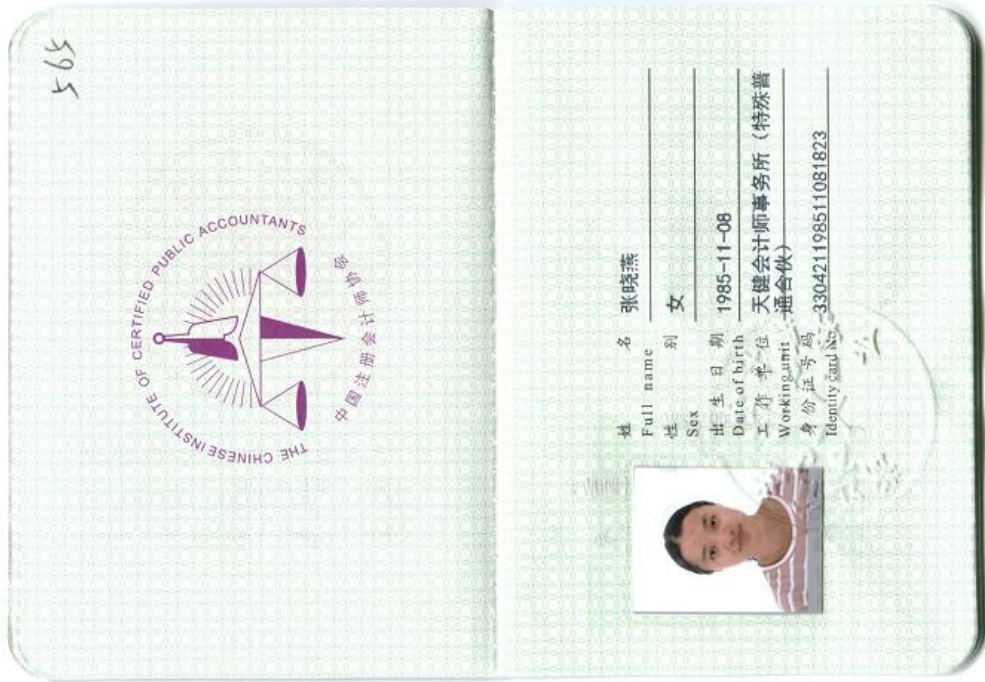 595
THE CHINESE INSTITUTE OF CERTIFIED PUBLIC ACCOUNTANTS
中国注册会计师协会
姓名 张晓燕
Full name
性别 女
Sex
出生日期 1985-11-08
Date of birth
工作单位 天健会计师事务所（特殊普
Working unit 通合伙）
身份证号码 330421198511081823
Identity card No.